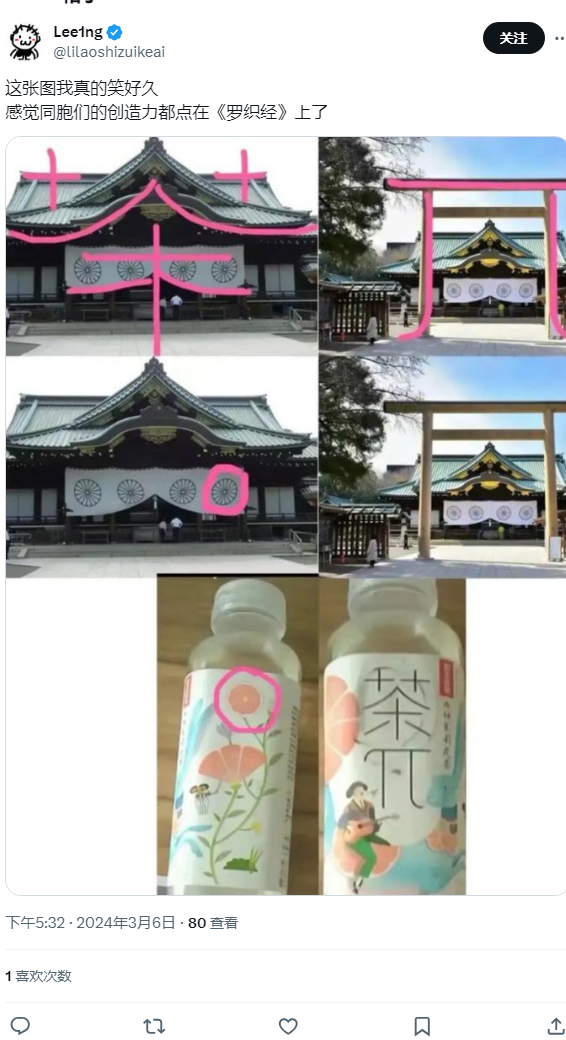 Lee1ng
@lilaoshizuikeai
关注
这张图我真的笑好久
感觉同胞们的创造力都点在《罗织经》上了
茶
π
下午5:32 · 2024年3月6日 · 80 查看
1 喜欢次数